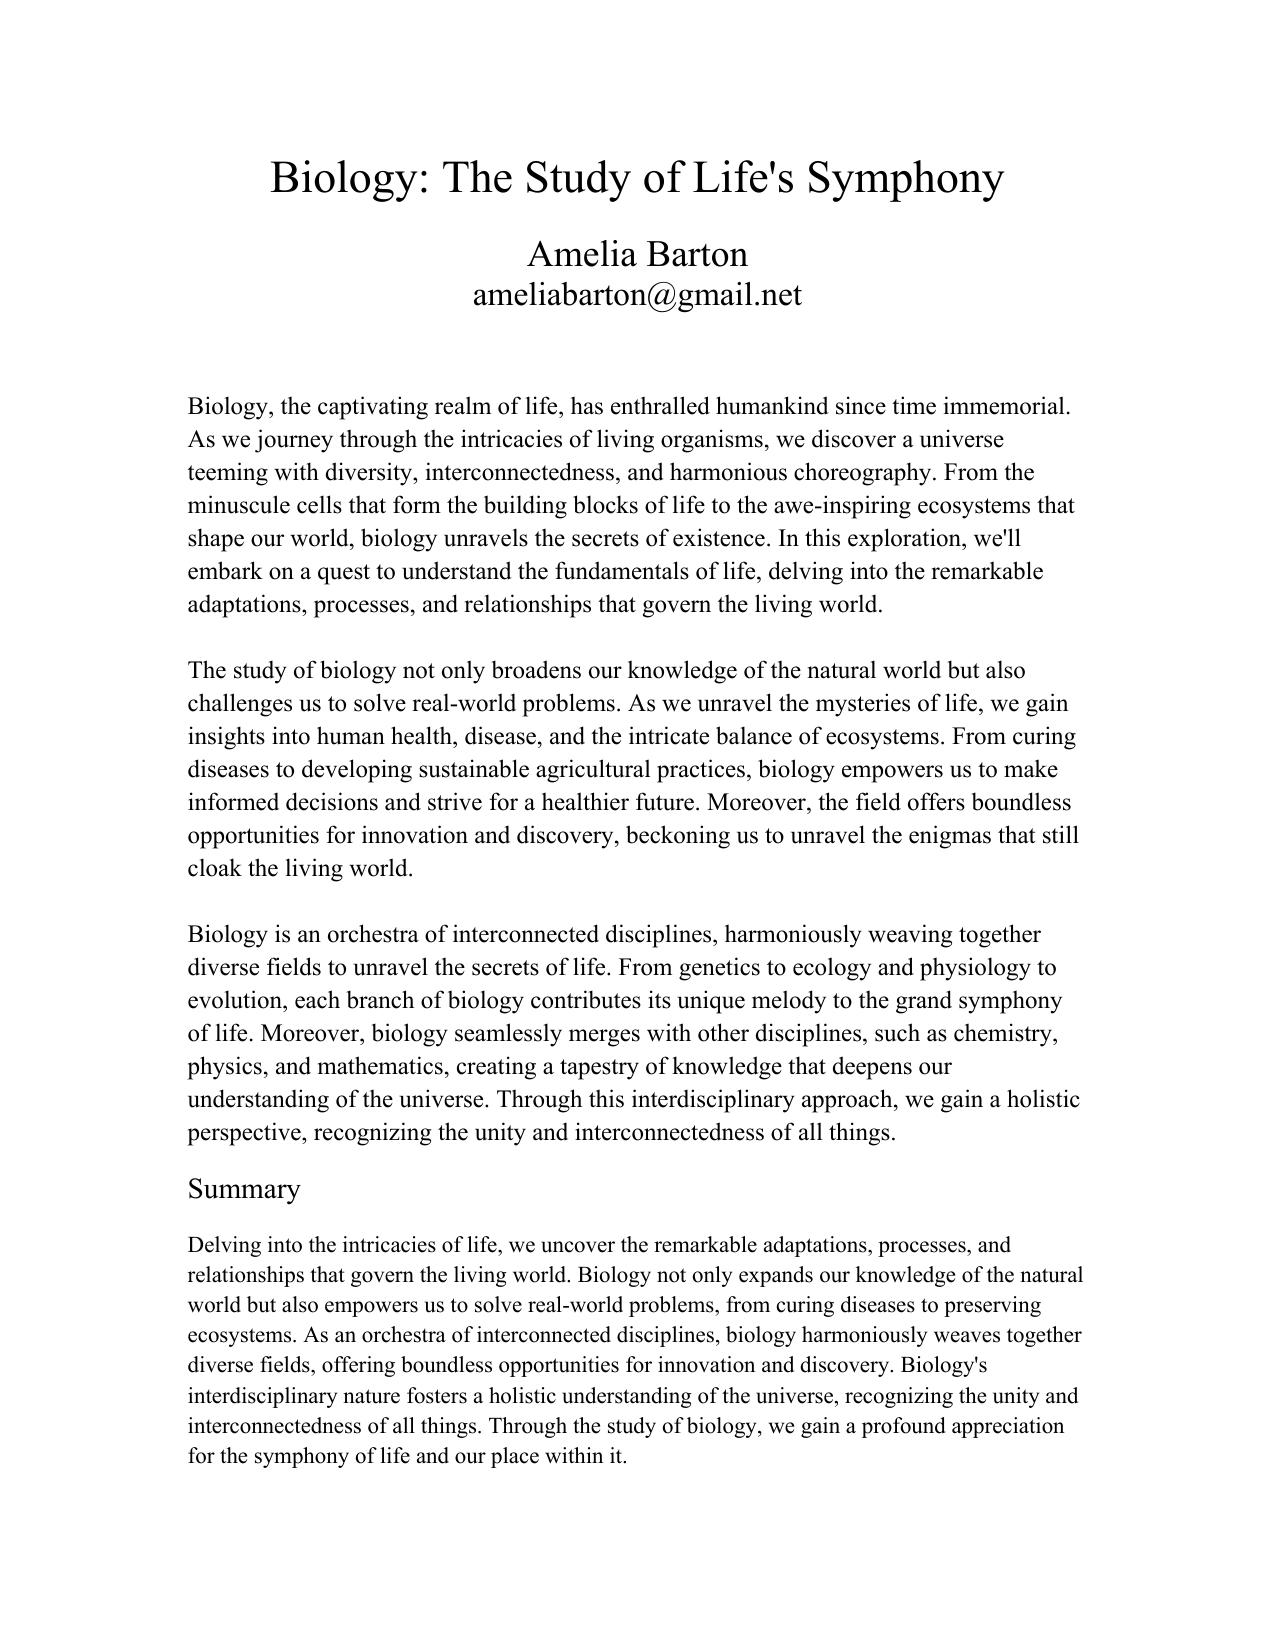 Biology: The Study of Life's Symphony
Amelia Barton
ameliabarton@gmail.net
Biology, the captivating realm of life, has enthralled humankind since time immemorial.
As we journey through the intricacies of living organisms, we discover a universe
teeming with diversity, interconnectedness, and harmonious choreography. From the
minuscule cells that form the building blocks of life to the awe-inspiring ecosystems that
shape our world, biology unravels the secrets of existence. In this exploration, we'll
embark on a quest to understand the fundamentals of life, delving into the remarkable
adaptations, processes, and relationships that govern the living world.
The study of biology not only broadens our knowledge of the natural world but also
challenges us to solve real-world problems. As we unravel the mysteries of life, we gain
insights into human health, disease, and the intricate balance of ecosystems. From curing
diseases to developing sustainable agricultural practices, biology empowers us to make
informed decisions and strive for a healthier future. Moreover, the field offers boundless
opportunities for innovation and discovery, beckoning us to unravel the enigmas that still
cloak the living world.
Biology is an orchestra of interconnected disciplines, harmoniously weaving together
diverse fields to unravel the secrets of life. From genetics to ecology and physiology to
evolution, each branch of biology contributes its unique melody to the grand symphony
of life. Moreover, biology seamlessly merges with other disciplines, such as chemistry,
physics, and mathematics, creating a tapestry of knowledge that deepens our
understanding of the universe. Through this interdisciplinary approach, we gain a holistic
perspective, recognizing the unity and interconnectedness of all things.
Summary
Delving into the intricacies of life, we uncover the remarkable adaptations, processes, and
relationships that govern the living world. Biology not only expands our knowledge of the natural
world but also empowers us to solve real-world problems, from curing diseases to preserving
ecosystems. As an orchestra of interconnected disciplines, biology harmoniously weaves together
diverse fields, offering boundless opportunities for innovation and discovery. Biology's
interdisciplinary nature fosters a holistic understanding of the universe, recognizing the unity and
interconnectedness of all things. Through the study of biology, we gain a profound appreciation
for the symphony of life and our place within it.